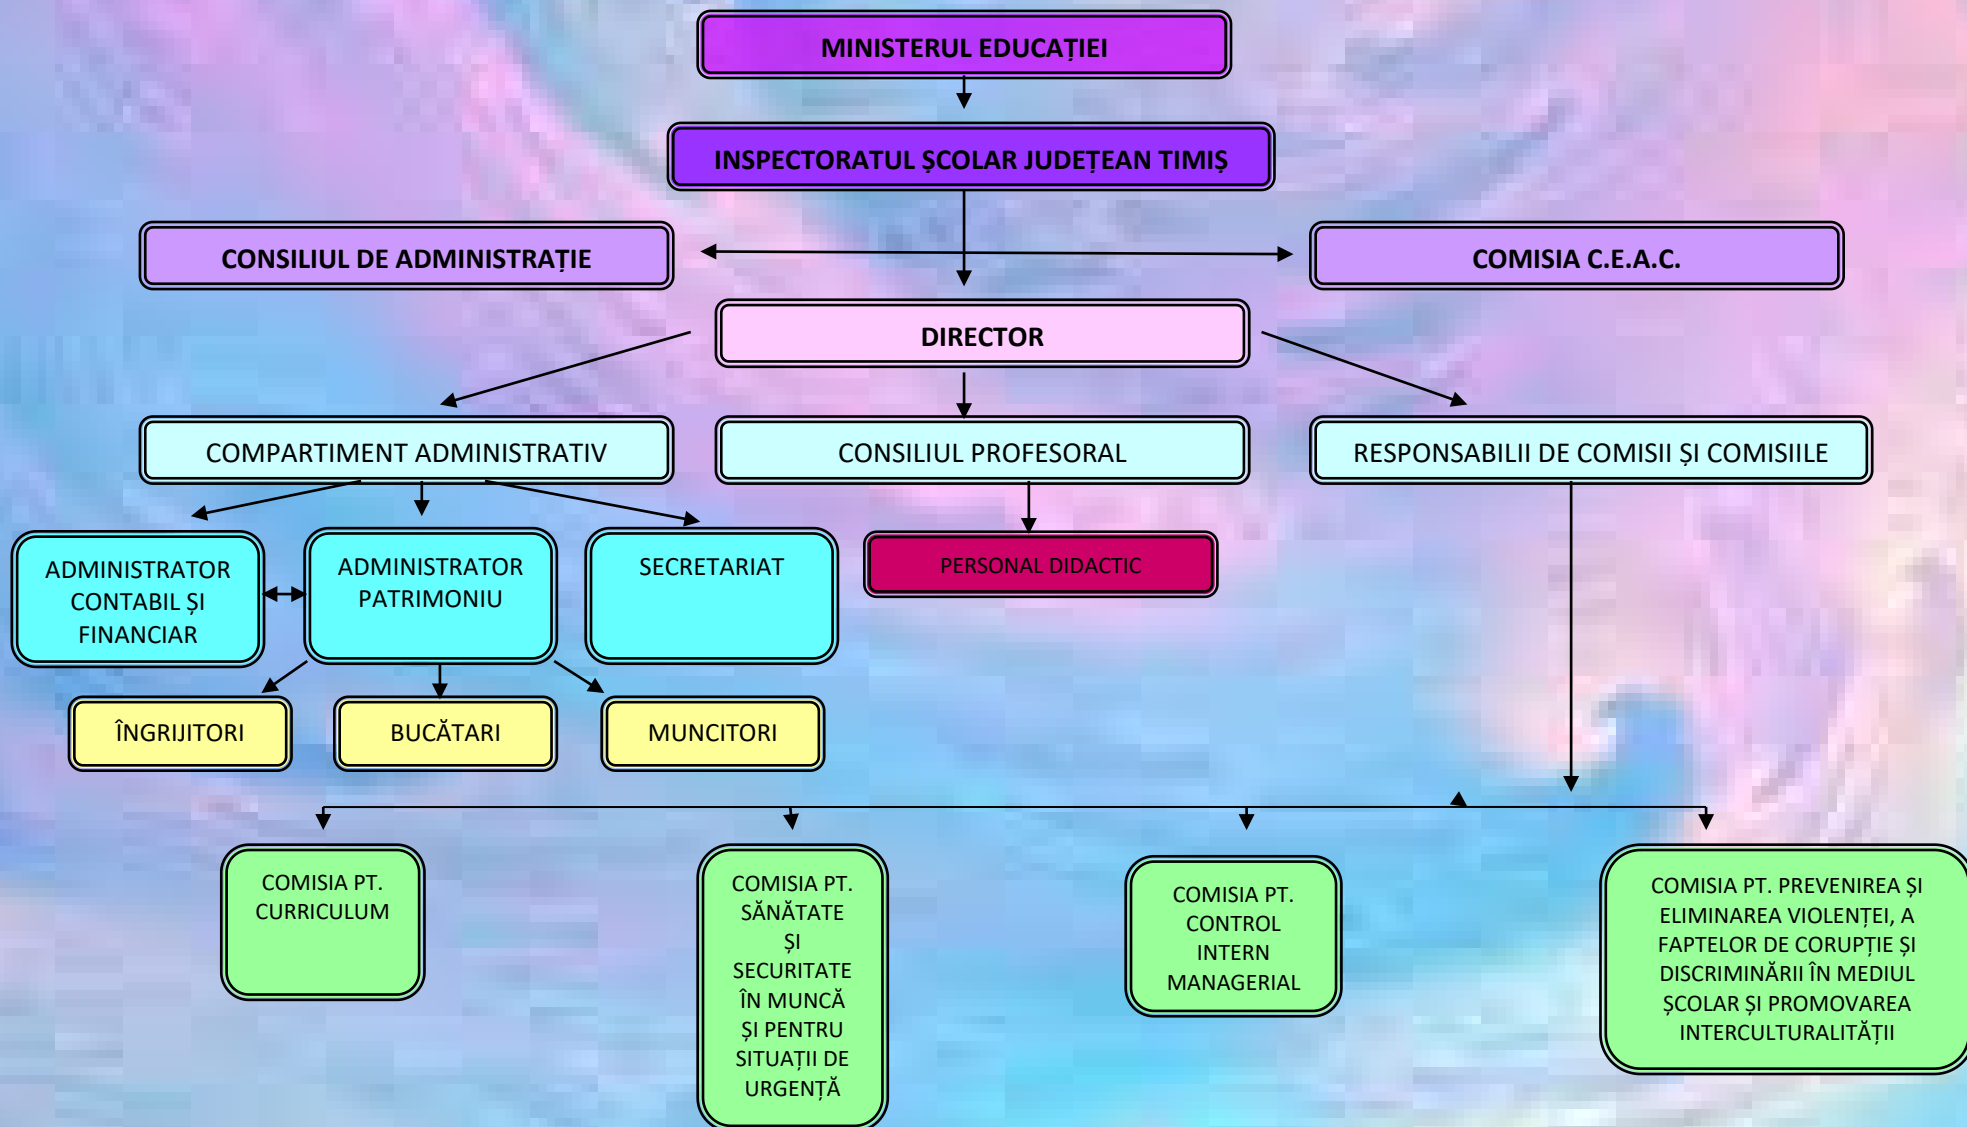 MINISTERUL EDUCAȚIEI
INSPECTORATUL ȘCOLAR JUDEȚEAN TIMIȘ
CONSILIUL DE ADMINISTRAȚIE
COMISIA C.E.A.C.
DIRECTOR
COMPARTIMENT ADMINISTRATIV
CONSILIUL PROFESORAL
RESPONSABILII DE COMISII ȘI COMISIILE
ADMINISTRATOR
CONTABIL ȘI
FINANCIAR
ADMINISTRATOR
PATRIMONIU
SECRETARIAT
PERSONAL DIDACTIC
ÎNGRIJITORI
BUCĂTARI
MUNCITORI
COMISIA PT.
CURRICULUM
COMISIA PT.
SĂNĂTATE
ȘI
SECURITATE
ÎN MUNCĂ
ȘI PENTRU
SITUAȚII DE
URGENȚĂ
COMISIA PT.
CONTROL
INTERN
MANAGERIAL
COMISIA PT. PREVENIREA ȘI
ELIMINAREA VIOLENȚEI, A
FAPTELOR DE CORUPȚIE ȘI
DISCRIMINĂRII ÎN MEDIUL
ȘCOLAR ȘI PROMOVAREA
INTERCULTURALITĂȚII